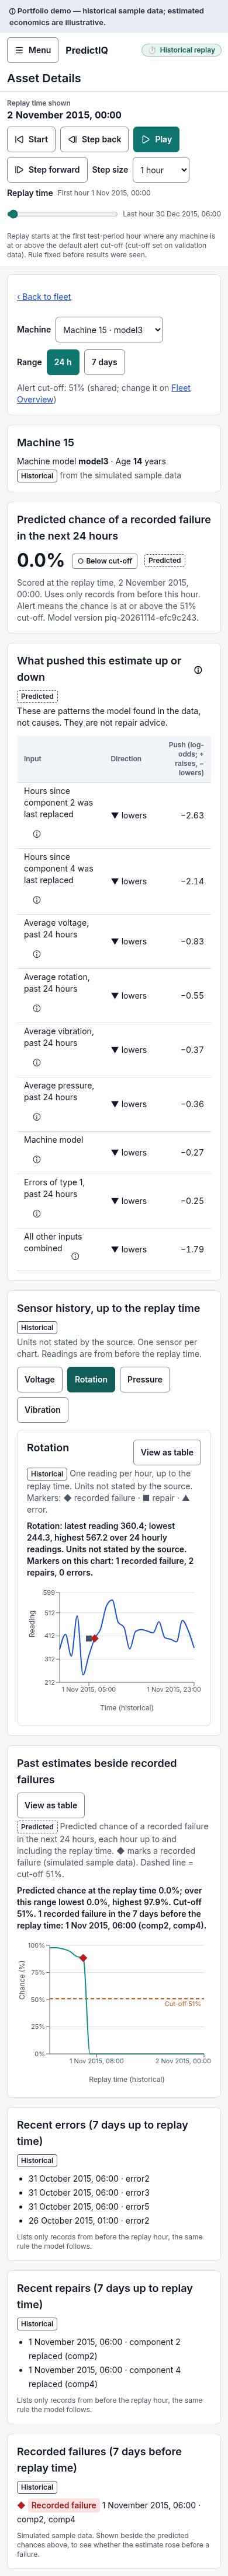 Portfolio demo — historical sample data; estimated
economics are illustrative.
Menu
PredictIQ
Historical replay
Asset Details
Replay time shown
2 November 2015, 00:00
Start
Step back
Play
Step forward
Step size
1 hour
Replay time
First hour 1 Nov 2015, 00:00
Last hour 30 Dec 2015, 06:00
Replay starts at the first test-period hour where any machine is
at or above the default alert cut-off (cut-off set on validation
data). Rule fixed before results were seen.
‹ Back to fleet
Machine
Machine 15 · model3
Range
24 h
7 days
Alert cut-off: 51% (shared; change it on Fleet
Overview)
Machine 15
Machine model model3 · Age 14 years
Historical from the simulated sample data
Predicted chance of a recorded failure
in the next 24 hours
0.0%
Below cut-off
Predicted
Scored at the replay time, 2 November 2015,
00:00. Uses only records from before this hour.
Alert means the chance is at or above the 51%
cut-off. Model version piq-20261114-efc9c243.
What pushed this estimate up or
down
Predicted
These are patterns the model found in the data,
not causes. They are not repair advice.
Input
Direction
Push (log-
odds; +
raises, −
lowers)
Hours since
component 2 was
last replaced
▼ lowers
−2.63
Hours since
component 4 was
last replaced
▼ lowers
−2.14
Average voltage,
past 24 hours
▼ lowers
−0.83
Average rotation,
past 24 hours
▼ lowers
−0.55
Average vibration,
past 24 hours
▼ lowers
−0.37
Average pressure,
past 24 hours
▼ lowers
−0.36
Machine model
▼ lowers
−0.27
Errors of type 1,
past 24 hours
▼ lowers
−0.25
All other inputs
combined
▼ lowers
−1.79
Sensor history, up to the replay time
Historical
Units not stated by the source. One sensor per
chart. Readings are from before the replay time.
Voltage
Rotation
Pressure
Vibration
Rotation
View as table
Historical One reading per hour, up to the
replay time. Units not stated by the source.
Markers: ◆ recorded failure · ■ repair · ▲
error.
Rotation: latest reading 360.4; lowest
244.3, highest 567.2 over 24 hourly
readings. Units not stated by the source.
Markers on this chart: 1 recorded failure, 2
repairs, 0 errors.
599
512
412
312
212
Reading
1 Nov 2015, 05:00
1 Nov 2015, 23:00
Time (historical)
Past estimates beside recorded
failures
View as table
Predicted Predicted chance of a recorded failure
in the next 24 hours, each hour up to and
including the replay time. ◆ marks a recorded
failure (simulated sample data). Dashed line =
cut-off 51%.
Predicted chance at the replay time 0.0%; over
this range lowest 0.0%, highest 97.9%. Cut-off
51%. 1 recorded failure in the 7 days before the
replay time: 1 Nov 2015, 06:00 (comp2, comp4).
100%
75%
50%
25%
0%
Chance (%)
Cut-off 51%
1 Nov 2015, 08:00
2 Nov 2015, 00:00
Replay time (historical)
Recent errors (7 days up to replay
time)
Historical
• 31 October 2015, 06:00 · error2
• 31 October 2015, 06:00 · error3
• 31 October 2015, 06:00 · error5
• 26 October 2015, 01:00 · error2
Lists only records from before the replay hour, the same
rule the model follows.
Recent repairs (7 days up to replay
time)
Historical
• 1 November 2015, 06:00 · component 2
replaced (comp2)
• 1 November 2015, 06:00 · component 4
replaced (comp4)
Lists only records from before the replay hour, the same
rule the model follows.
Recorded failures (7 days before
replay time)
Historical
◆ Recorded failure 1 November 2015, 06:00 ·
comp2, comp4
Simulated sample data. Shown beside the predicted
chances above, to see whether the estimate rose before a
failure.